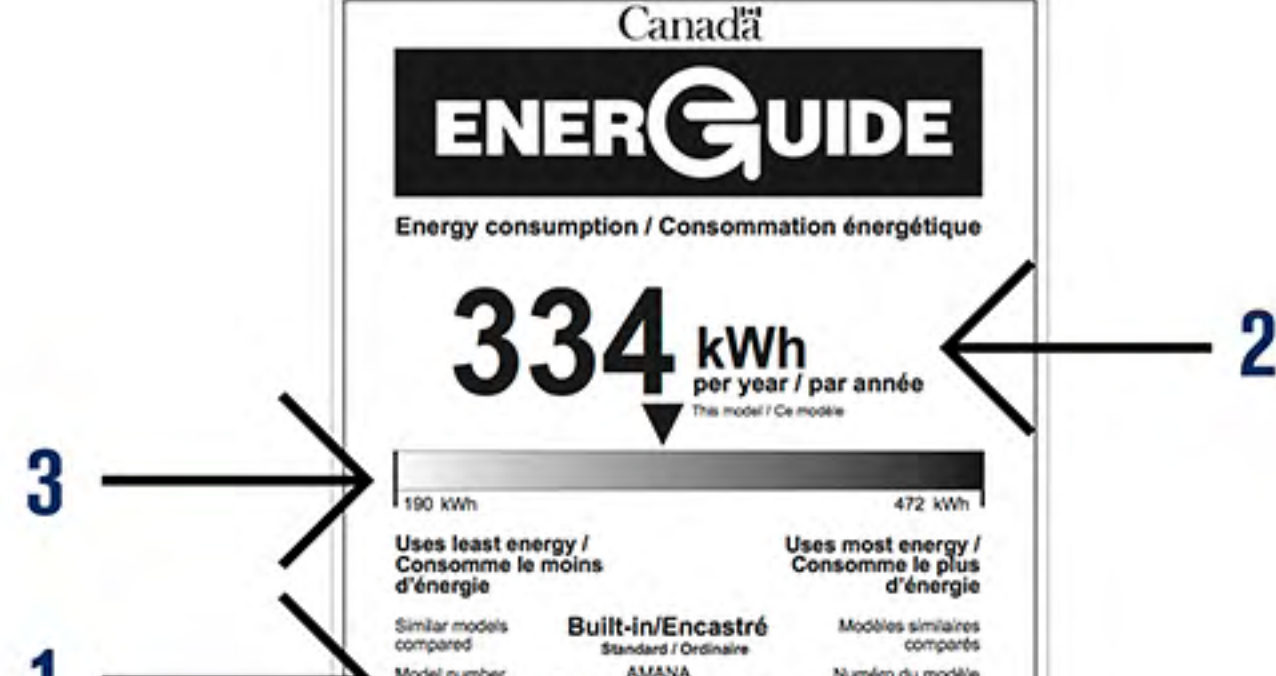 Canada
ENERGUIDE
Energy consumption / Consommation énergétique
334 kWh
per year / par année
This model / Ce modèle
2
3
190 kWh 472 kWh
Uses least energy / Uses most energy /
Consomme le moins Consomme le plus
d'énergie d'énergie
Similar models Built-in/Encastré Modèles similaires
compared Standard / Ordinaire comparés
1
Model number AMANA Numéro du modèle